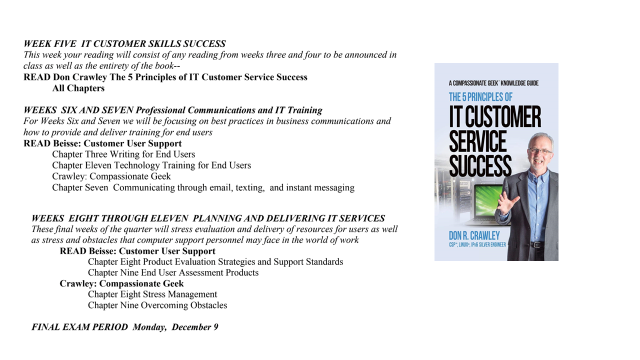 WEEK FIVE IT CUSTOMER SKILLS SUCCESS
This week your reading will consist of any reading from weeks three and four to be announced in
class as well as the entirety of the book--
READ Don Crawley The 5 Principles of IT Customer Service Success
All Chapters
WEEKS SIX AND SEVEN Professional Communications and IT Training
For Weeks Six and Seven we will be focusing on best practices in business communications and
how to provide and deliver training for end users
READ Beisse: Customer User Support
Chapter Three Writing for End Users
Chapter Eleven Technology Training for End Users
Crawley: Compassionate Geek
Chapter Seven Communicating through email, texting, and instant messaging
WEEKS EIGHT THROUGH ELEVEN PLANNING AND DELIVERING IT SERVICES
These final weeks of the quarter will stress evaluation and delivery of resources for users as well
as stress and obstacles that computer support personnel may face in the world of work
READ Beisse: Customer User Support
Chapter Eight Product Evaluation Strategies and Support Standards
Chapter Nine End User Assessment Products
Crawley: Compassionate Geek
Chapter Eight Stress Management
Chapter Nine Overcoming Obstacles
FINAL EXAM PERIOD Monday, December 9
A COMPASSIONATE GEEK KNOWLEDGE GUIDE
THE 5 PRINCIPLES OF
IT CUSTOMER
SERVICE
SUCCESS
DON R. CRAWLEY
IPV6 SILVER ENGINEER